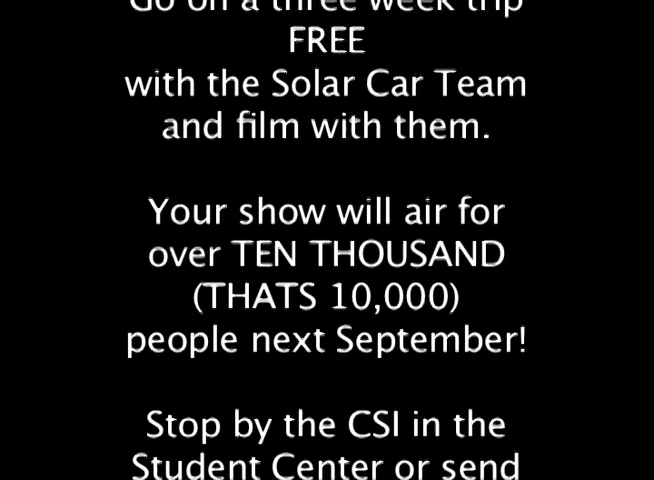 Go on a three week trip
FREE
with the Solar Car Team
and film with them.
Your show will air for
over TEN THOUSAND
(THATS 10,000)
people next September!
Stop by the CSI in the
Student Center or send